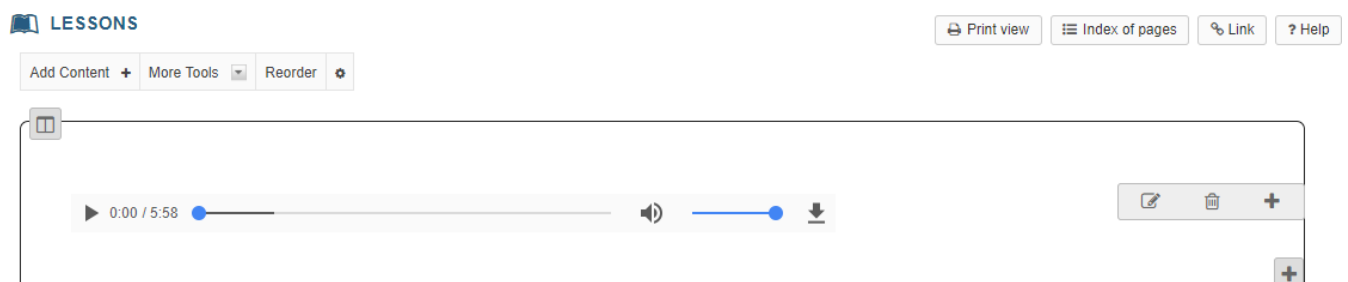 LESSONS
Print view
Index of pages
Link
? Help
Add Content +
More Tools
Reorder
0:00 / 5:58